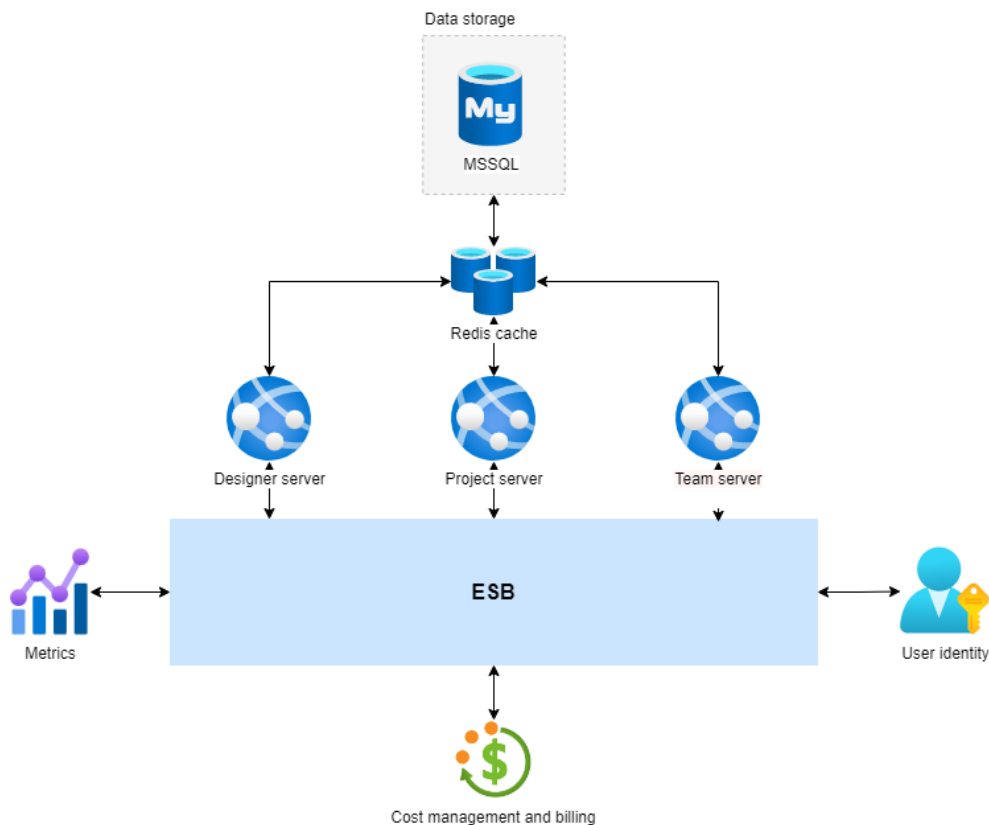 Data storage
My
MSSQL
Redis cache
Designer server
Project server
Team server
ESB
Metrics
User identity
$
Cost management and billing